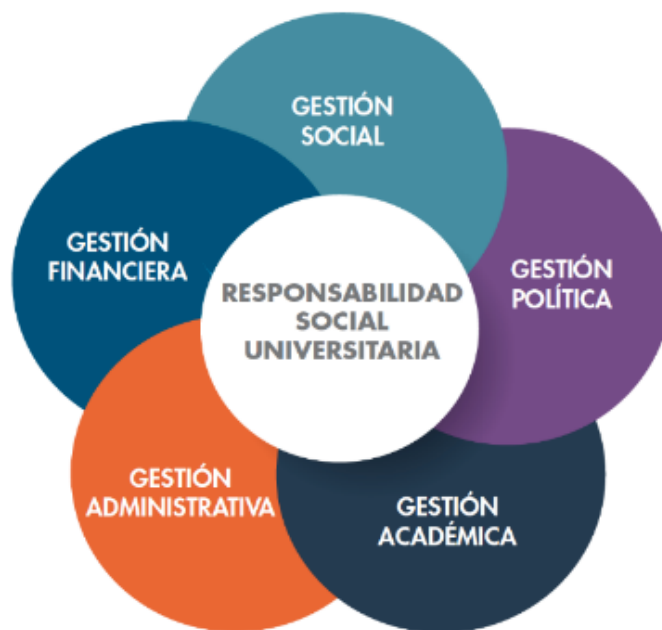 GESTIÓN
SOCIAL
GESTIÓN
FINANCIERA
RESPONSABILIDAD
SOCIAL
UNIVERSITARIA
GESTIÓN
POLÍTICA
GESTIÓN
ADMINISTRATIVA
GESTIÓN
ACADÉMICA